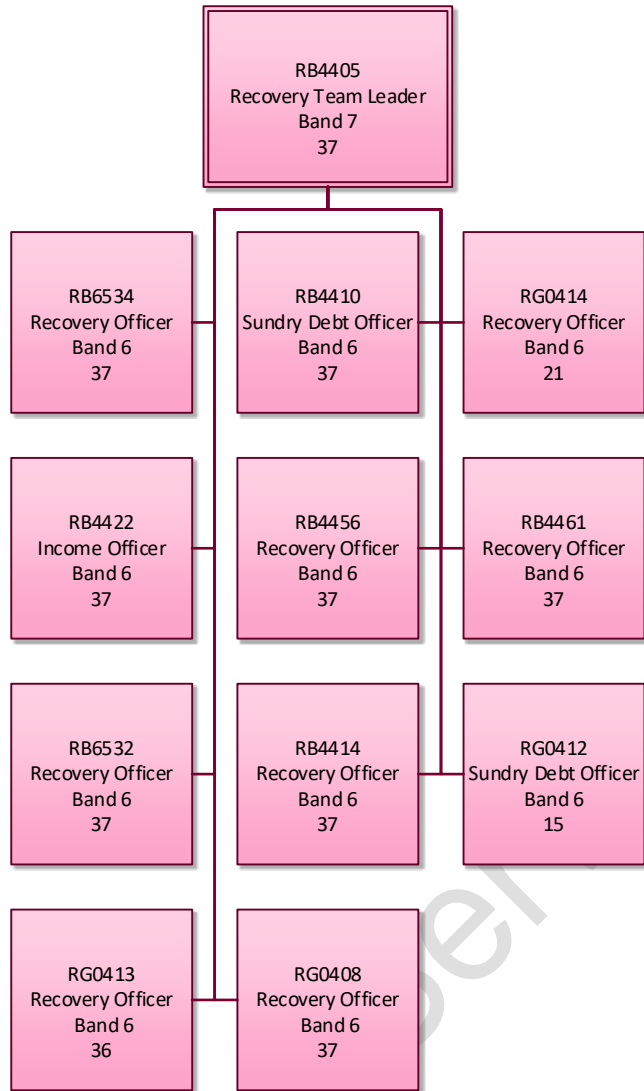 RB4405
Recovery Team Leader
Band 7
37
RB6534
Recovery Officer
Band 6
37
RB4410
Sundry Debt Officer
Band 6
37
RG0414
Recovery Officer
Band 6
21
RB4422
Income Officer
Band 6
37
RB4456
Recovery Officer
Band 6
37
RB4461
Recovery Officer
Band 6
37
RB6532
Recovery Officer
Band 6
37
RB4414
Recovery Officer
Band 6
37
RG0412
Sundry Debt Officer
Band 6
15
RG0413
Recovery Officer
Band 6
36
RG0408
Recovery Officer
Band 6
37